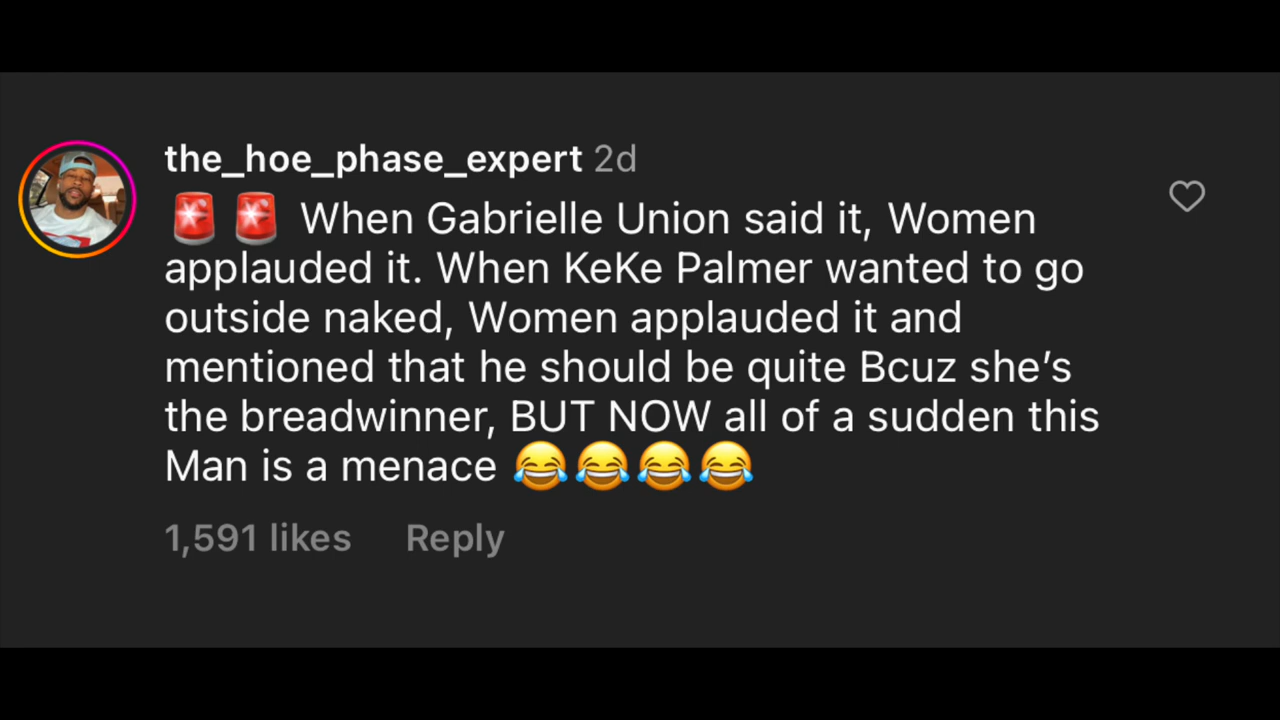 the_hoe_phase_expert 2d
🚨🚨 When Gabrielle Union said it, Women
applauded it. When KeKe Palmer wanted to go
outside naked, Women applauded it and
mentioned that he should be quite Bcuz she's
the breadwinner, BUT NOW all of a sudden this
Man is a menace 😂😂😂😂
1,591 likes Reply